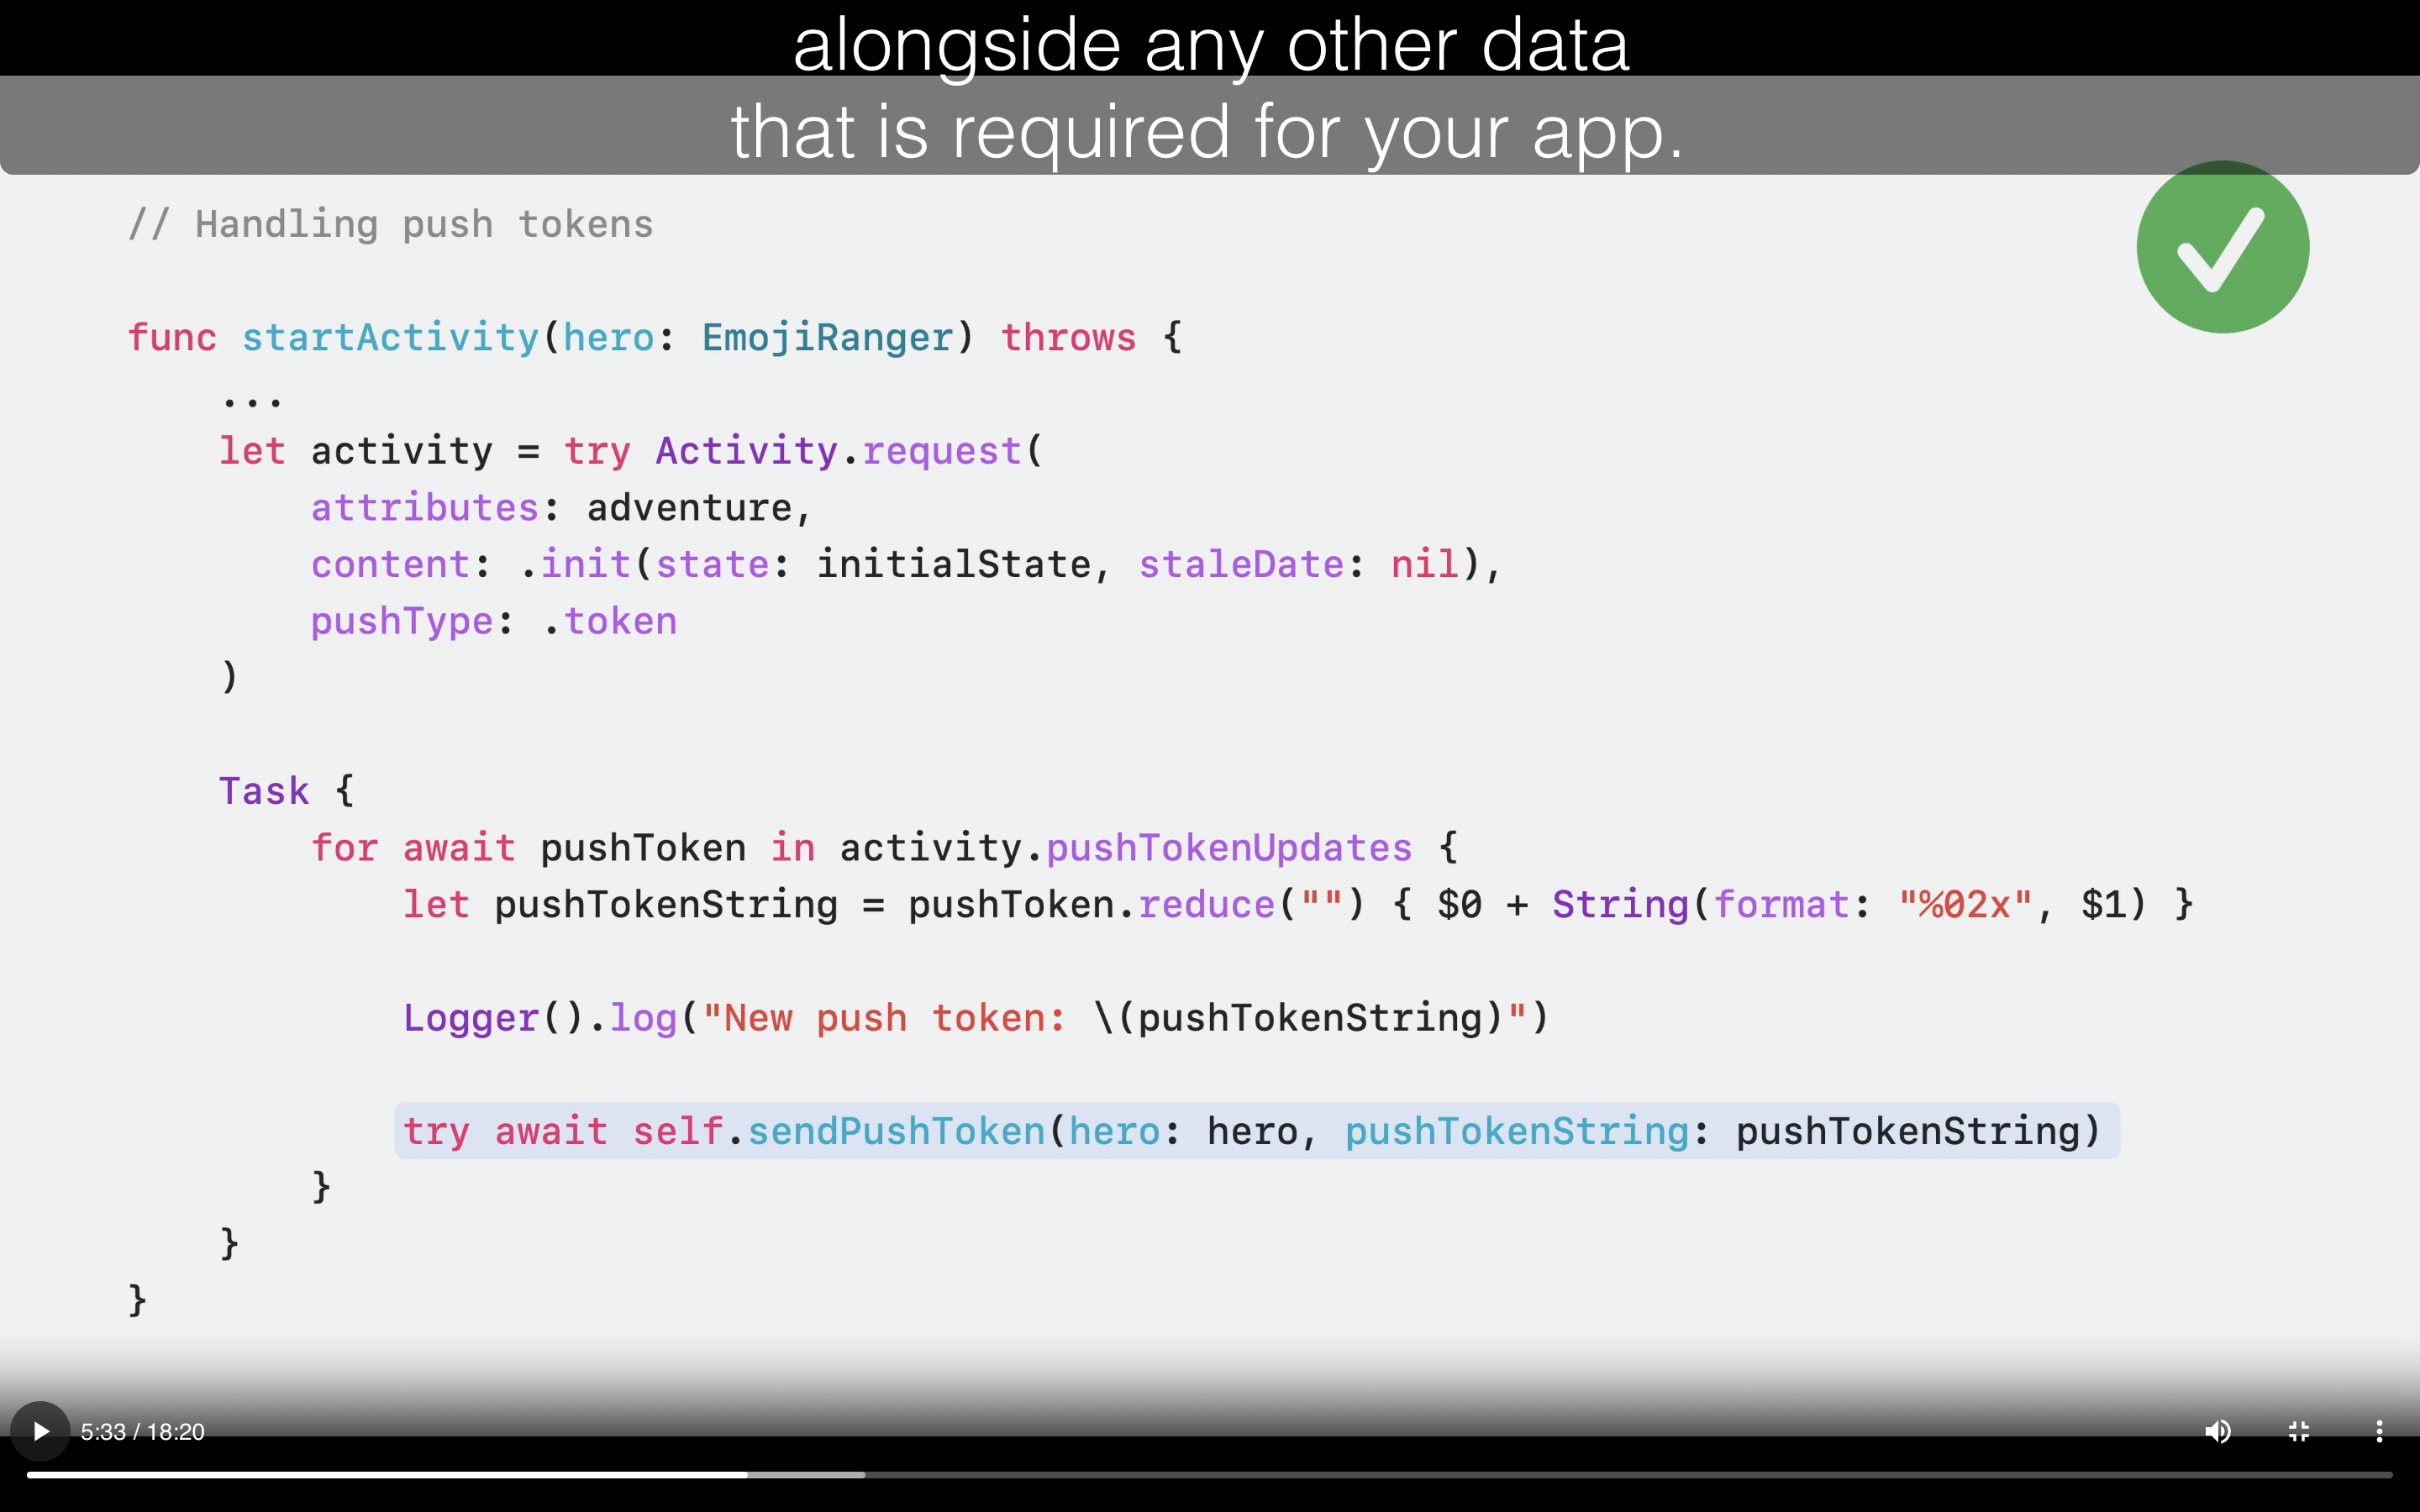 alongside any other data
that is required for your app.
// Handling push tokens
func startActivity(hero: EmojiRanger) throws {
...
let activity = try Activity.request(
attributes: adventure,
content: .init(state: initialState, staleDate: nil),
pushType: .token
)
Task {
for await pushToken in activity.pushTokenUpdates {
let pushTokenString = pushToken.reduce("") { $0 + String(format: "%02x", $1) }
Logger().log("New push token: \(pushTokenString)")
try await self.sendPushToken(hero: hero, pushTokenString: pushTokenString)
}
}
}
5:33 / 18:20